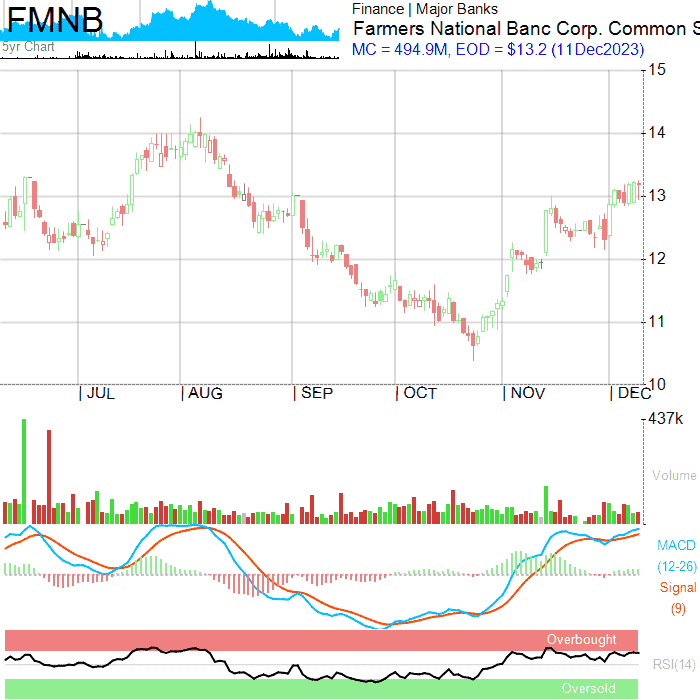 FMNB
5yr Chart
Finance | Major Banks
Farmers National Banc Corp. Common S
MC = 494.9M, EOD = $13.2 (11Dec2023)
15
14
13
12
11
10
| JUL
| AUG
| SEP
| OCT
| NOV
| DEC
437k
Volume
MACD
(12-26)
Signal
(9)
Overbought
RSI(14)
Oversold